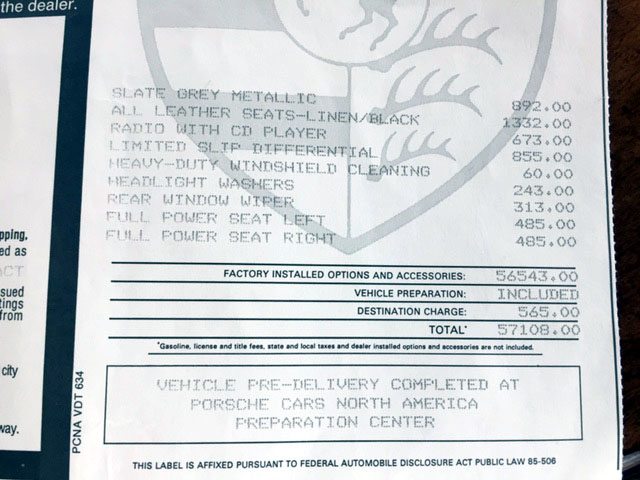 the dealer.
SLATE GREY METALLIC 892.00
ALL LEATHER SEATS-LINEN/BLACK 1332.00
RADIO WITH CD PLAYER 673.00
LIMITED SLIP DIFFERENTIAL 855.00
HEAVY-DUTY WINDSHIELD CLEANING 60.00
HEADLIGHT WASHERS 243.00
REAR WINDOW WIPER 313.00
FULL POWER SEAT LEFT 485.00
FULL POWER SEAT RIGHT 485.00
FACTORY INSTALLED OPTIONS AND ACCESSORIES: 56543.00
VEHICLE PREPARATION: INCLUDED
DESTINATION CHARGE: 565.00
TOTAL* 57108.00
*Gasoline, license and title fees, state and local taxes and dealer installed options and accessories are not included.
VEHICLE PRE-DELIVERY COMPLETED AT
PORSCHE CARS NORTH AMERICA
PREPARATION CENTER
THIS LABEL IS AFFIXED PURSUANT TO FEDERAL AUTOMOBILE DISCLOSURE ACT PUBLIC LAW 85-506
PCNA VDT 634
as
from
city